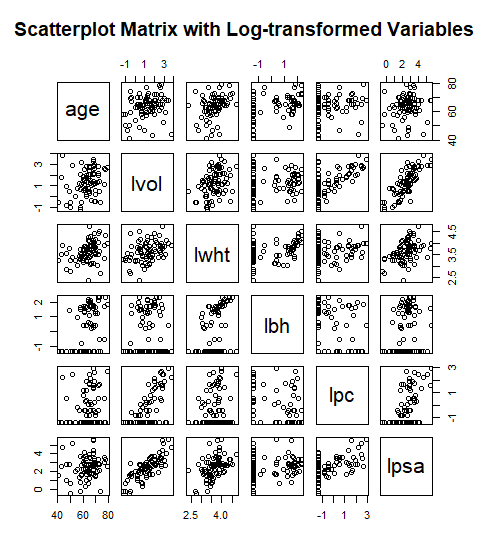 Scatterplot Matrix with Log-transformed Variables
-1 1 3 -1 1 0 2 4
age 40 60 80
-1 1 3 lvol
lwht 2.5 3.5 4.5
-1 1 2 lbh
lpc -1 1 3
0 2 4 lpsa
40 60 80 2.5 4.0 -1 1 3